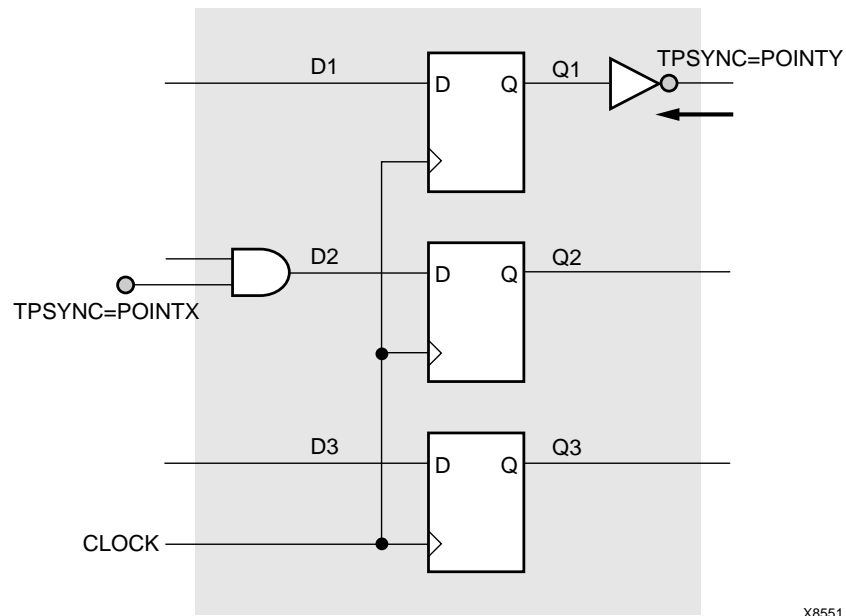 D1
D
Q
Q1
TPSYNC=POINTY
D2
D
Q
Q2
TPSYNC=POINTX
D3
D
Q
Q3
CLOCK
X8551